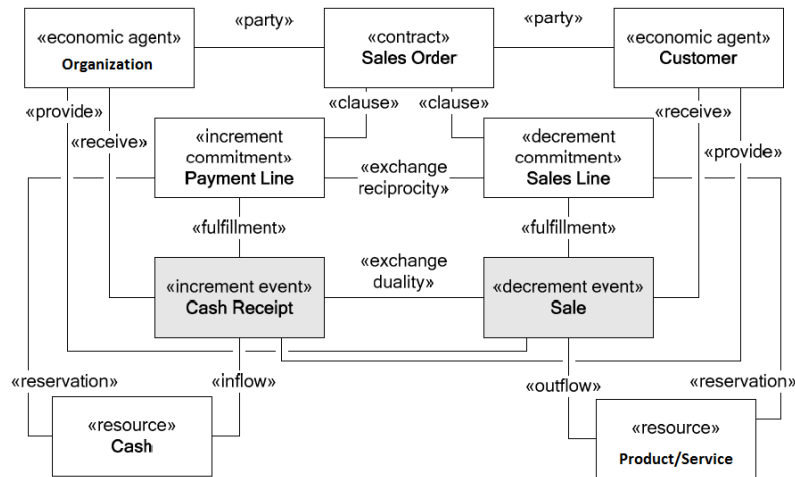 «economic agent»
Organization
«party»
«contract»
Sales Order
«party»
«economic agent»
Customer
«provide»
«clause»
«clause»
«receive»
«receive»
«increment
commitment»
Payment Line
«exchange
reciprocity»
«decrement
commitment»
Sales Line
«provide»
«fulfillment»
«fulfillment»
«increment event»
Cash Receipt
«exchange
duality»
«decrement event»
Sale
«reservation»
«inflow»
«outflow»
«reservation»
«resource»
Cash
«resource»
Product/Service